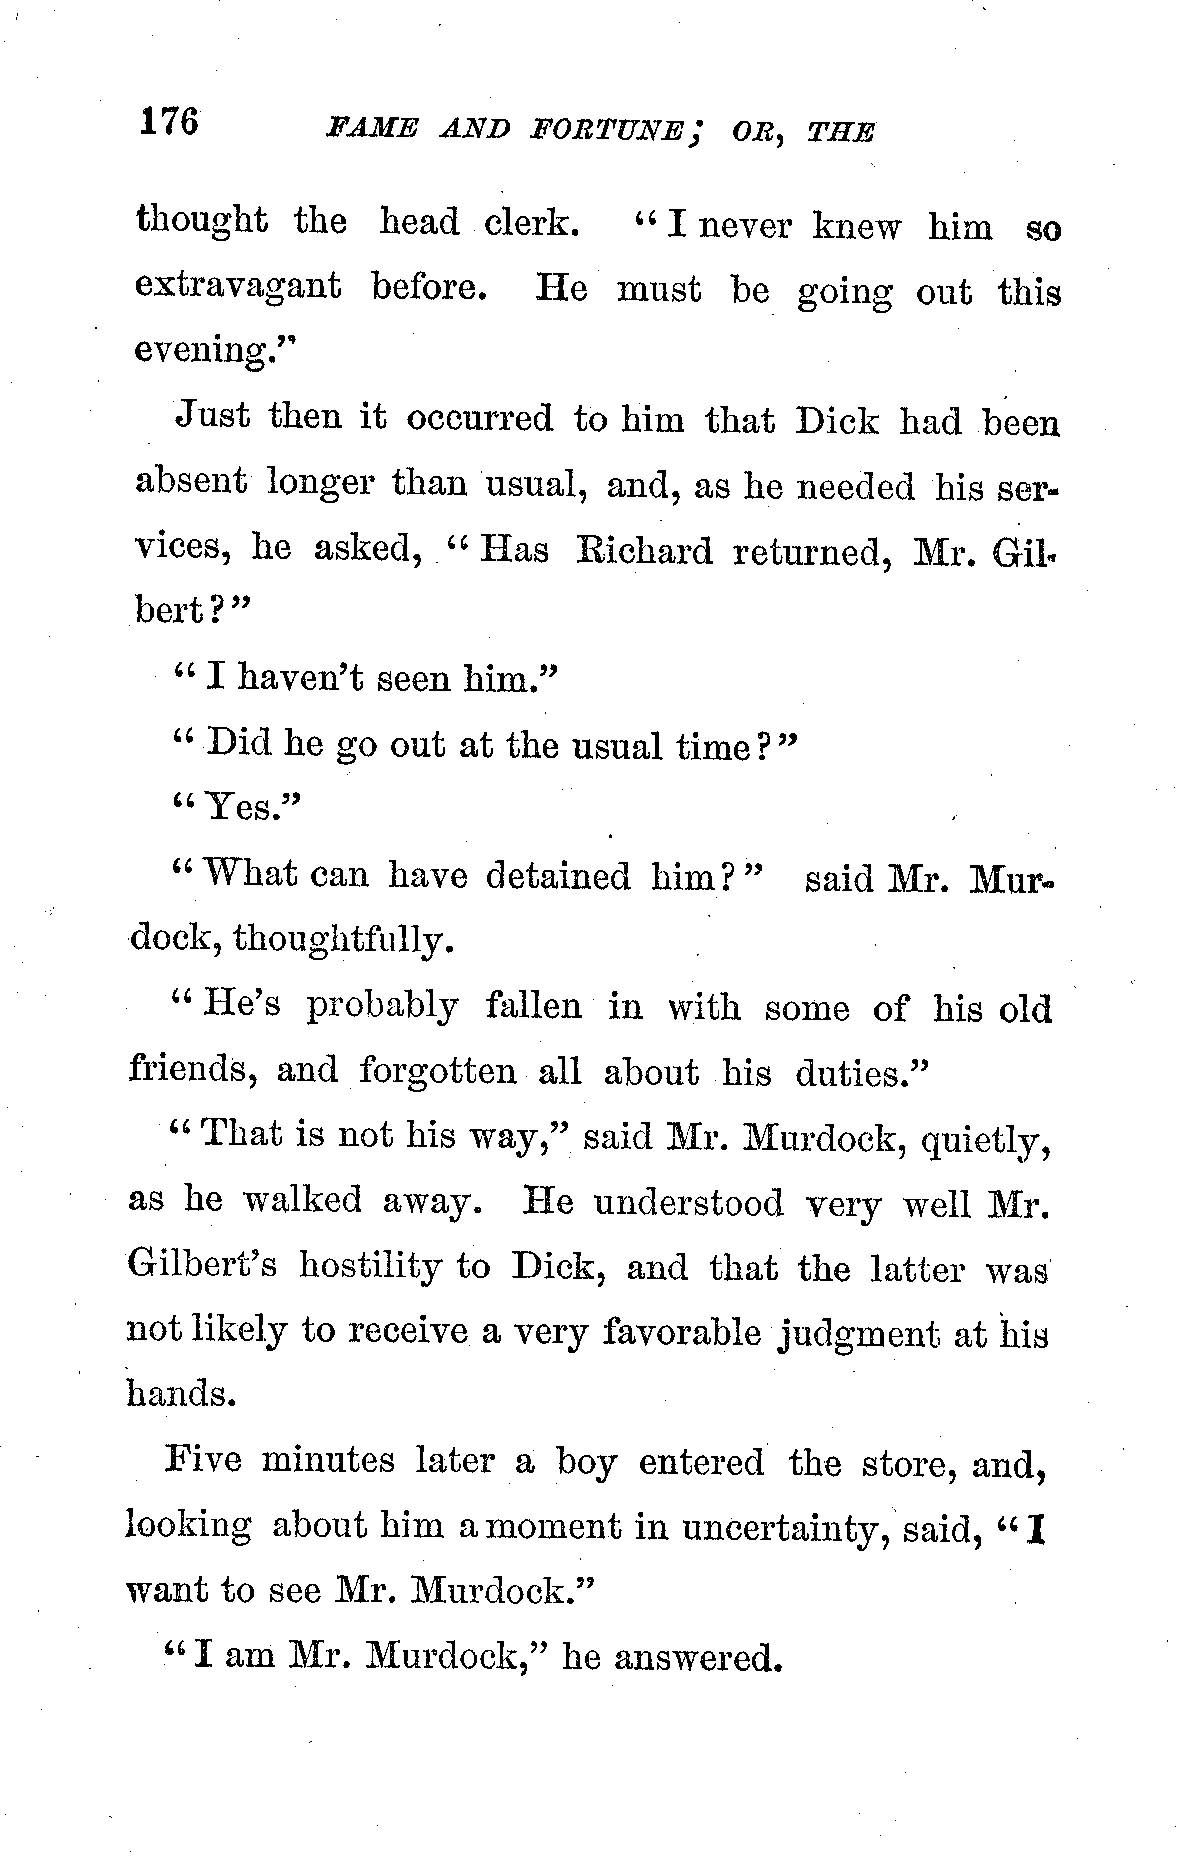 176 FAME AND FORTUNE; OR, THE
thought the head clerk. “I never knew him so
extravagant before. He must be going out this
evening.”
Just then it occurred to him that Dick had been
absent longer than usual, and, as he needed his ser-
vices, he asked, “Has Richard returned, Mr. Gil-
bert?”
“I haven’t seen him.”
“Did he go out at the usual time?”
“Yes.”
“What can have detained him?” said Mr. Mur-
dock, thoughtfully.
“He’s probably fallen in with some of his old
friends, and forgotten all about his duties.”
“That is not his way,” said Mr. Murdock, quietly,
as he walked away. He understood very well Mr.
Gilbert’s hostility to Dick, and that the latter was
not likely to receive a very favorable judgment at his
hands.
Five minutes later a boy entered the store, and,
looking about him a moment in uncertainty, said, “I
want to see Mr. Murdock.”
“I am Mr. Murdock,” he answered.